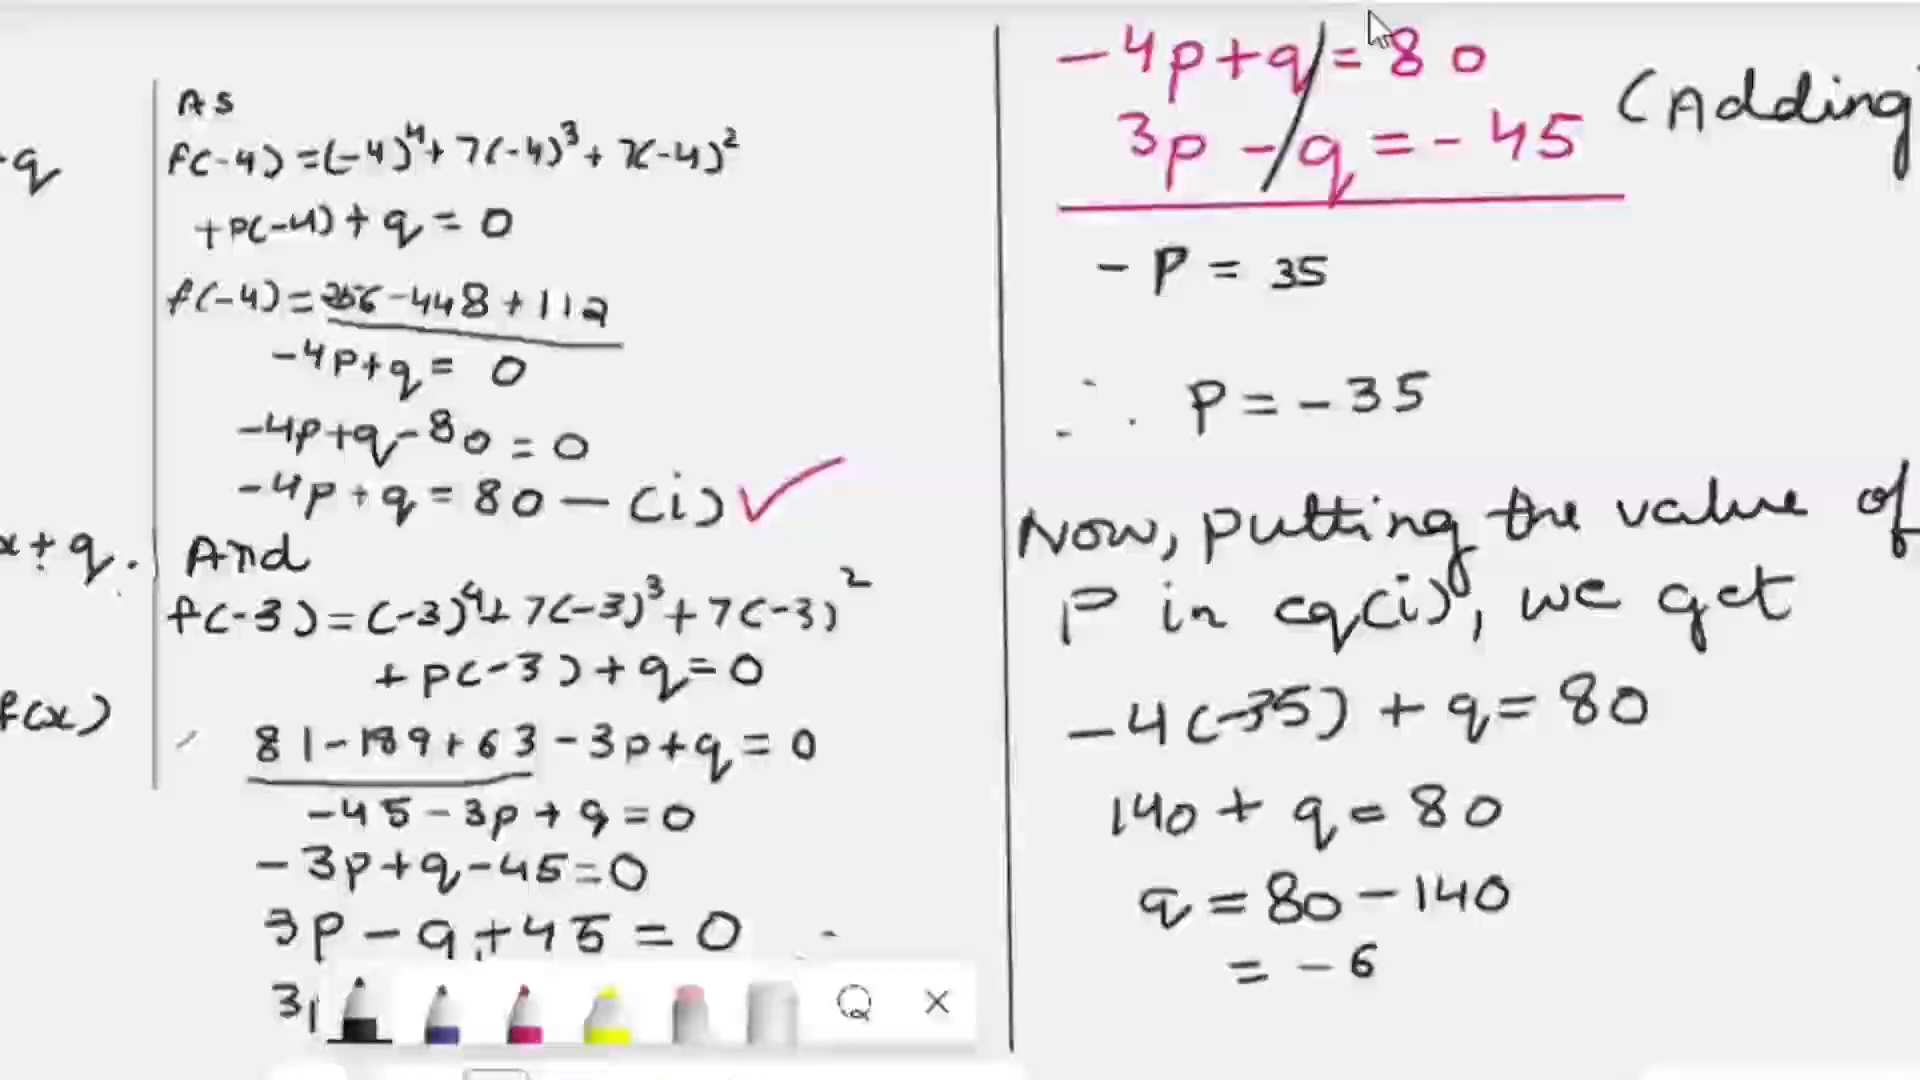 -q
x+q.
f(x)
As
f(-4) = (-4)^4 + 7(-4)^3 + 7(-4)^2
+P(-4) + q = 0
f(-4) = 256 - 448 + 112
-4P + q = 0
-4P + q - 80 = 0
-4P + q = 80 — (i) ✓
And
f(-3) = (-3)^4 + 7(-3)^3 + 7(-3)^2
+ P(-3) + q = 0
81 - 189 + 63 - 3P + q = 0
-45 - 3P + q = 0
-3P + q - 45 = 0
3P - q + 45 = 0
3
-4P + q = 80
3P - q = -45
(Adding
-P = 35
∴ P = -35
Now, putting the value of
P in eq(i), we get
-4(-35) + q = 80
140 + q = 80
q = 80 - 140
= -6